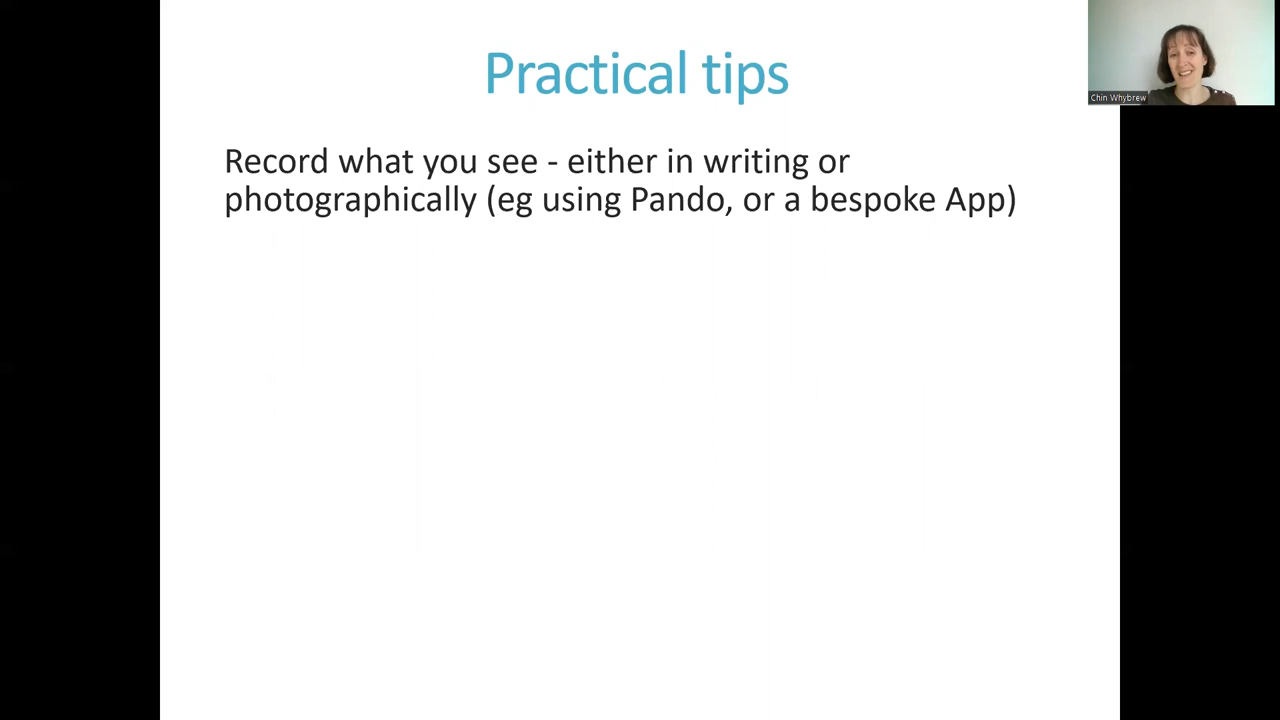 Practical tips
Chin Whybrew
Record what you see - either in writing or
photographically (eg using Pando, or a bespoke App)